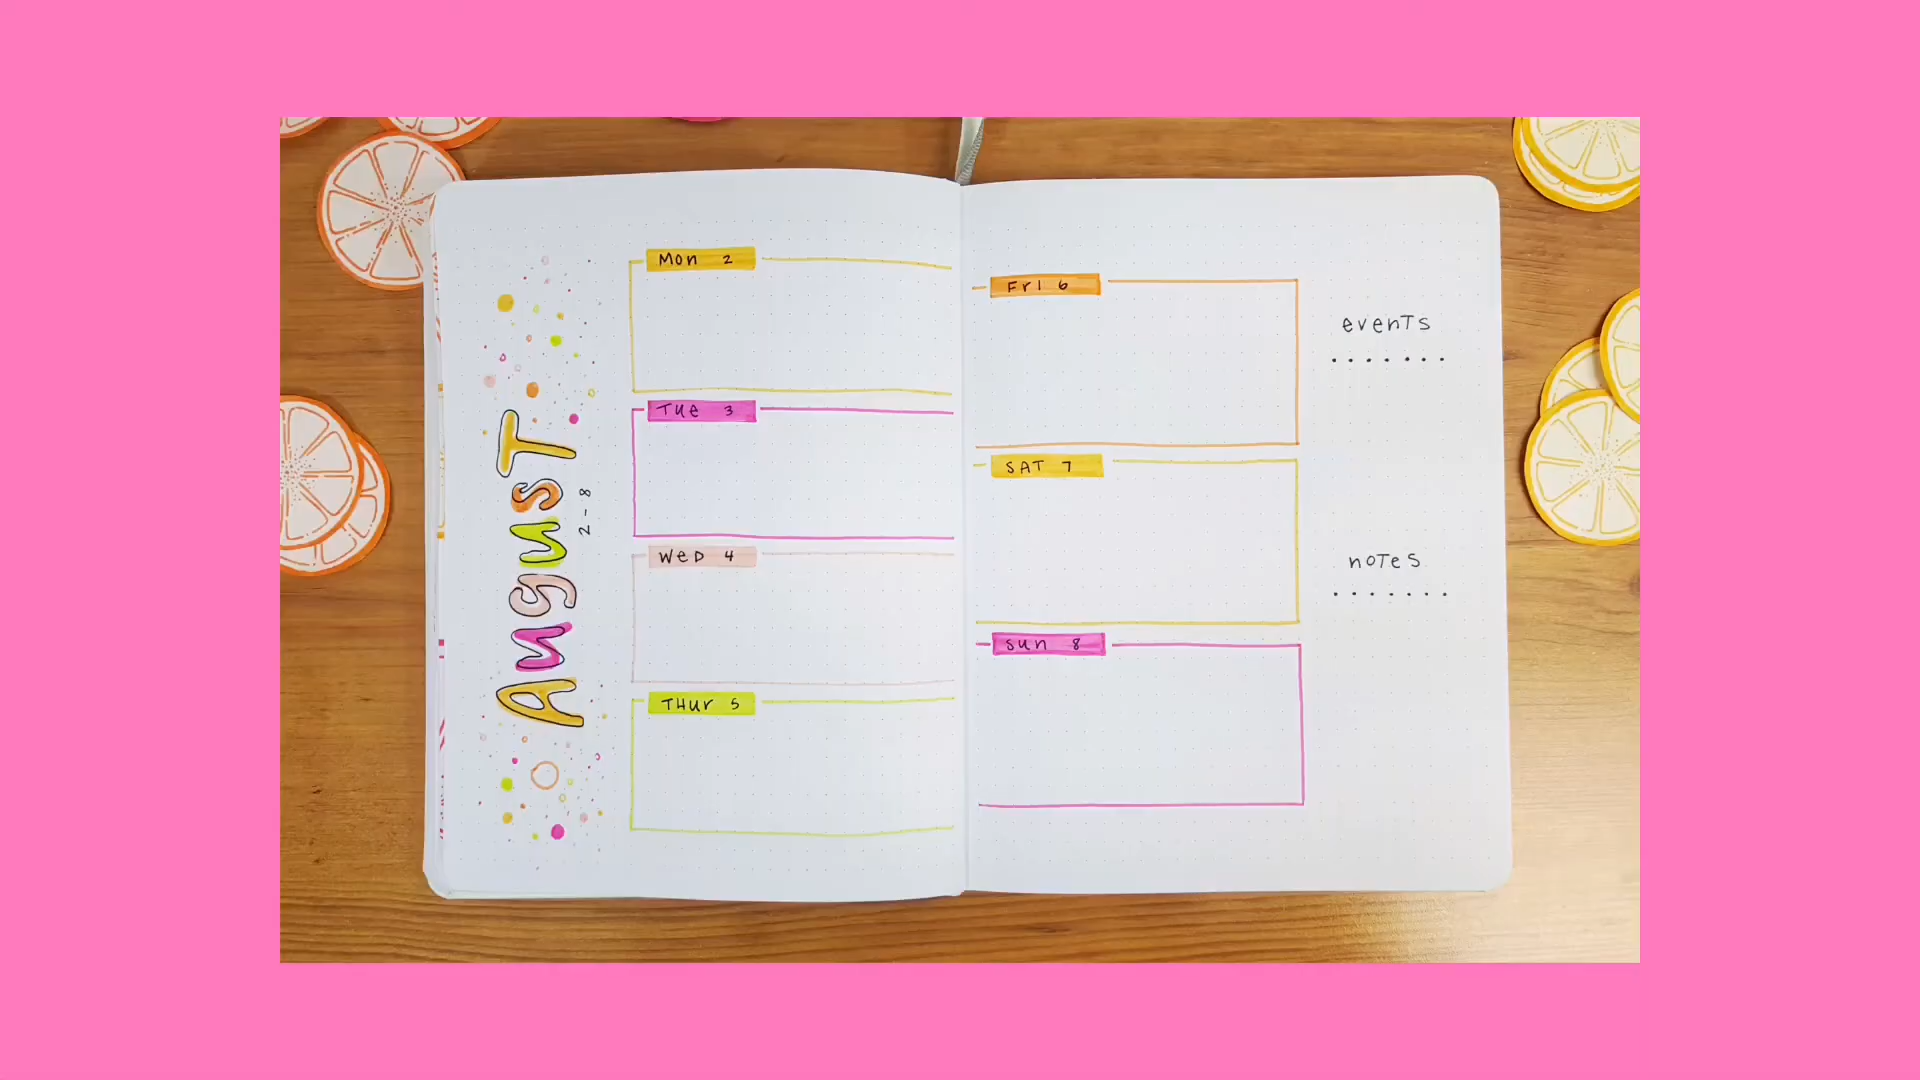 August
2-8
Mon 2
Tue 3
Wed 4
THur 5
Fri 6
SAT 7
Sun 8
evenTs
noTes